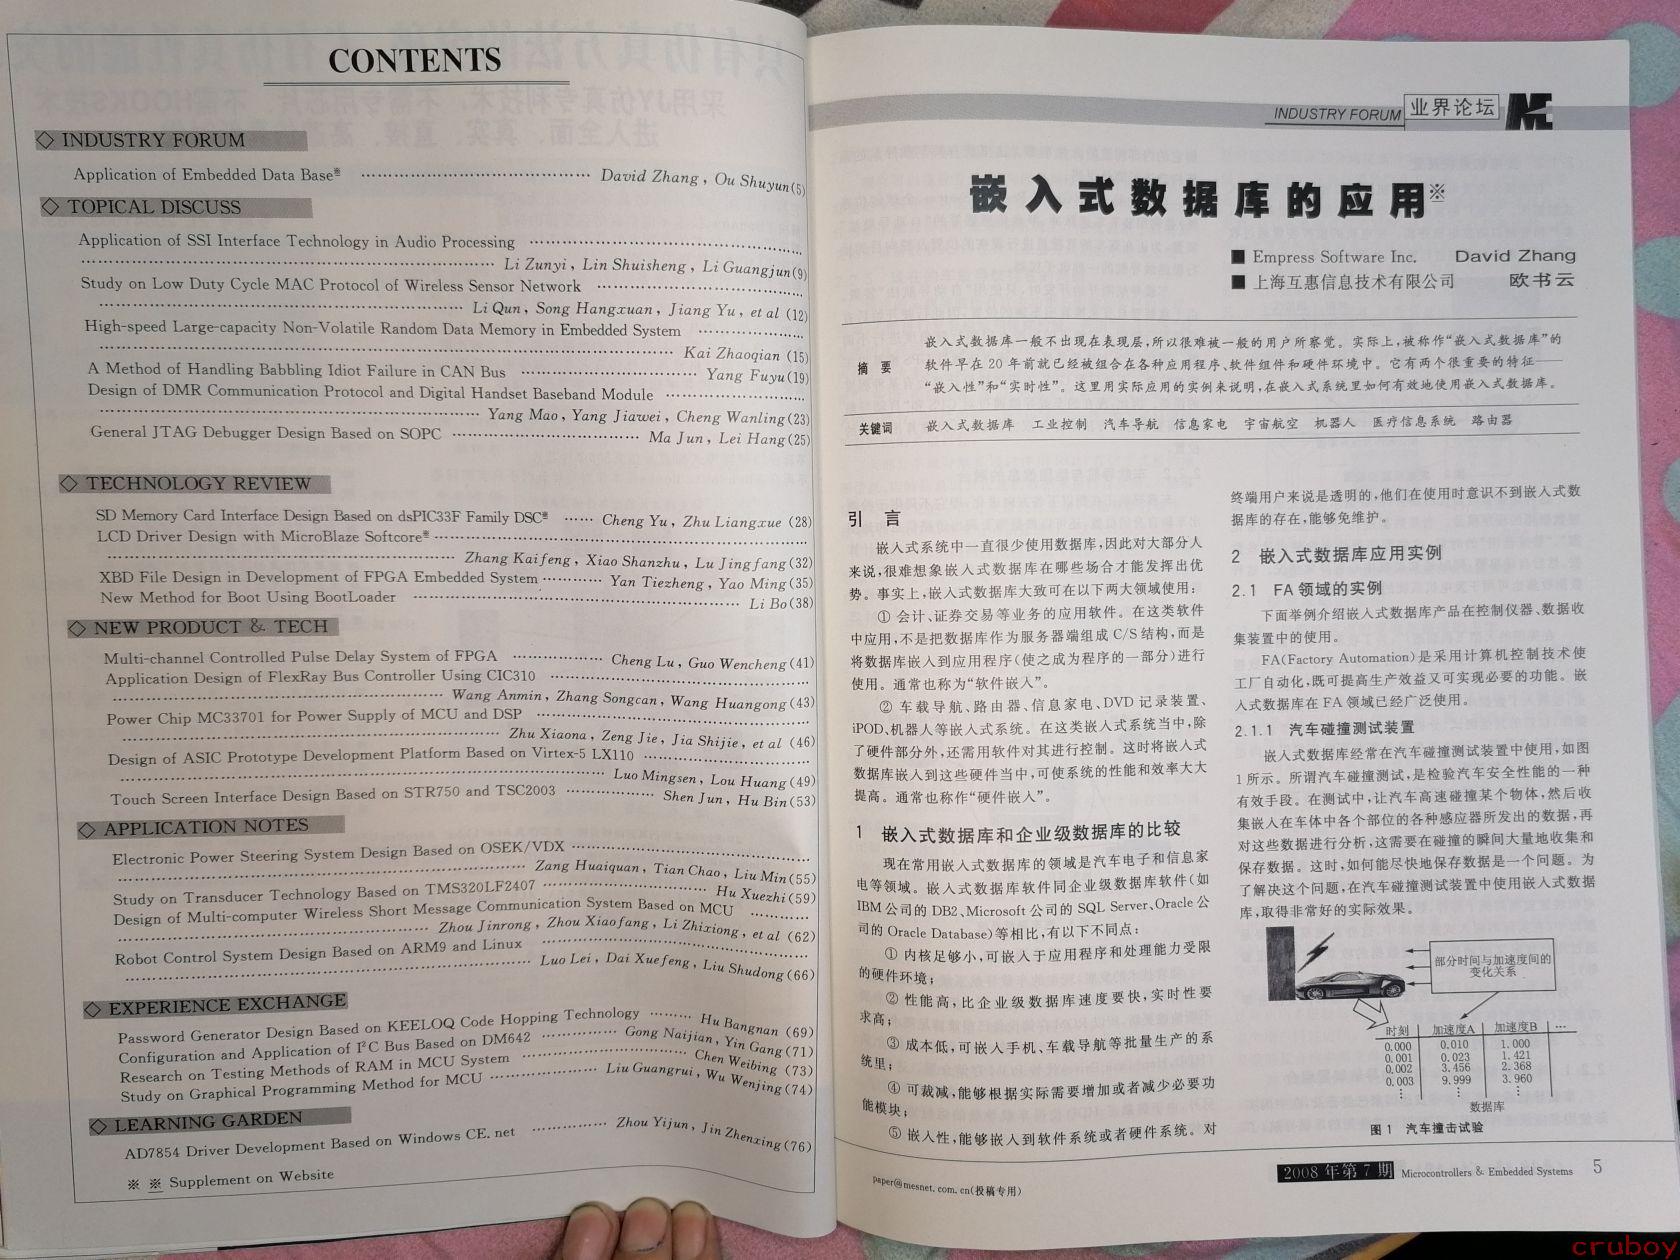 CONTENTS
◇ INDUSTRY FORUM
Application of Embedded Data Base※ …… David Zhang, Ou Shuyun(5)
◇ TOPICAL DISCUSS
Application of SSI Interface Technology in Audio Processing ……
…… Li Zunyi, Lin Shuisheng, Li Guangjun(9)
Study on Low Duty Cycle MAC Protocol of Wireless Sensor Network ……
…… Li Qun, Song Hangxuan, Jiang Yu, et al (12)
High-speed Large-capacity Non-Volatile Random Data Memory in Embedded System ……
…… Kai Zhaoqian (15)
A Method of Handling Babbling Idiot Failure in CAN Bus …… Yang Fuyu(19)
Design of DMR Communication Protocol and Digital Handset Baseband Module ……
…… Yang Mao, Yang Jiawei, Cheng Wanling(23)
General JTAG Debugger Design Based on SOPC …… Ma Jun, Lei Hang(25)
◇ TECHNOLOGY REVIEW
SD Memory Card Interface Design Based on dsPIC33F Family DSC※ …… Cheng Yu, Zhu Liangxue (28)
LCD Driver Design with MicroBlaze Softcore※ ……
…… Zhang Kaifeng, Xiao Shanzhu, Lu Jingfang(32)
XBD File Design in Development of FPGA Embedded System …… Yan Tiezheng, Yao Ming(35)
New Method for Boot Using BootLoader …… Li Bo(38)
◇ NEW PRODUCT & TECH
Multi-channel Controlled Pulse Delay System of FPGA …… Cheng Lu, Guo Wencheng(41)
Application Design of FlexRay Bus Controller Using CIC310 ……
…… Wang Anmin, Zhang Songcan, Wang Huangong(43)
Power Chip MC33701 for Power Supply of MCU and DSP ……
…… Zhu Xiaona, Zeng Jie, Jia Shijie, et al (46)
Design of ASIC Prototype Development Platform Based on Virtex-5 LX110 ……
…… Luo Mingsen, Lou Huang(49)
Touch Screen Interface Design Based on STR750 and TSC2003 …… Shen Jun, Hu Bin(53)
◇ APPLICATION NOTES
Electronic Power Steering System Design Based on OSEK/VDX ……
…… Zang Huaiquan, Tian Chao, Liu Min(55)
Study on Transducer Technology Based on TMS320LF2407 …… Hu Xuezhi(59)
Design of Multi-computer Wireless Short Message Communication System Based on MCU ……
…… Zhou Jinrong, Zhou Xiaofang, Li Zhixiong, et al (62)
Robot Control System Design Based on ARM9 and Linux ……
…… Luo Lei, Dai Xuefeng, Liu Shudong(66)
◇ EXPERIENCE EXCHANGE
Password Generator Design Based on KEELOQ Code Hopping Technology …… Hu Bangnan (69)
Configuration and Application of I²C Bus Based on DM642 …… Gong Naijian, Yin Gang(71)
Research on Testing Methods of RAM in MCU System …… Chen Weibing (73)
Study on Graphical Programming Method for MCU …… Liu Guangrui, Wu Wenjing(74)
◇ LEARNING GARDEN
AD7854 Driver Development Based on Windows CE. net …… Zhou Yijun, Jin Zhenxing(76)
※ ※ Supplement on Website
INDUSTRY FORUM 业界论坛
嵌入式数据库的应用※
■ Empress Software Inc. David Zhang
■ 上海互惠信息技术有限公司 欧书云
摘 要 嵌入式数据库一般不出现在表现层,所以很难被一般的用户所察觉。实际上,被称作“嵌入式数据库”的
软件早在 20 年前就已经被组合在各种应用程序、软件组件和硬件环境中。它有两个很重要的特征——
“嵌入性”和“实时性”。这里用实际应用的实例来说明,在嵌入式系统里如何有效地使用嵌入式数据库。
关键词 嵌入式数据库 工业控制 汽车导航 信息家电 宇宙航空 机器人 医疗信息系统 路由器
引 言
嵌入式系统中一直很少使用数据库,因此对大部分人
来说,很难想象嵌入式数据库在哪些场合才能发挥出优
势。事实上,嵌入式数据库大致可在以下两大领域使用:
① 会计、证券交易等业务的应用软件。在这类软件
中应用,不是把数据库作为服务器端组成 C/S 结构,而是
将数据库嵌入到应用程序(使之成为程序的一部分)进行
使用。通常也称为“软件嵌入”。
② 车载导航、路由器、信息家电、DVD 记录装置、
iPOD、机器人等嵌入式系统。在这类嵌入式系统当中,除
了硬件部分外,还需用软件对其进行控制。这时将嵌入式
数据库嵌入到这些硬件当中,可使系统的性能和效率大大
提高。通常也称作“硬件嵌入”。
1 嵌入式数据库和企业级数据库的比较
现在常用嵌入式数据库的领域是汽车电子和信息家
电等领域。嵌入式数据库软件同企业级数据库软件(如
IBM 公司的 DB2、Microsoft 公司的 SQL Server、Oracle 公
司的 Oracle Database)等相比,有以下不同点:
① 内核足够小,可嵌入于应用程序和处理能力受限
的硬件环境;
② 性能高,比企业级数据库速度要快,实时性要
求高;
③ 成本低,可嵌入手机、车载导航等批量生产的系
统里;
④ 可裁减,能够根据实际需要增加或者减少必要功
能模块;
⑤ 嵌入性,能够嵌入到软件系统或者硬件系统。对
终端用户来说是透明的,他们在使用时意识不到嵌入式数
据库的存在,能够免维护。
2 嵌入式数据库应用实例
2.1 FA 领域的实例
下面举例介绍嵌入式数据库产品在控制仪器、数据收
集装置中的使用。
FA(Factory Automation)是采用计算机控制技术使
工厂自动化,既可提高生产效益又可实现必要的功能。嵌
入式数据库在 FA 领域已经广泛使用。
2.1.1 汽车碰撞测试装置
嵌入式数据库经常在汽车碰撞测试装置中使用,如图
1 所示。所谓汽车碰撞测试,是检验汽车安全性能的一种
有效手段。在测试中,让汽车高速碰撞某个物体,然后收
集嵌入在车体中各个部位的各种感应器所发出的数据,再
对这些数据进行分析,这需要在碰撞的瞬间大量地收集和
保存数据。这时,如何能尽快地保存数据是一个问题。为
了解决这个问题,在汽车碰撞测试装置中使用嵌入式数据
库,取得非常好的实际效果。
部分时间与加速度间的
变化关系
时刻 加速度A 加速度B …
0.000 0.010 1.000
0.001 0.023 1.421
0.002 3.456 2.368
0.003 9.999 3.960
⋮ ⋮ ⋮
数据库
图 1 汽车撞击试验
paper@mesnet.com.cn(投稿专用)
2008 年第 7 期 Microcontrollers & Embedded Systems 5
cruboy